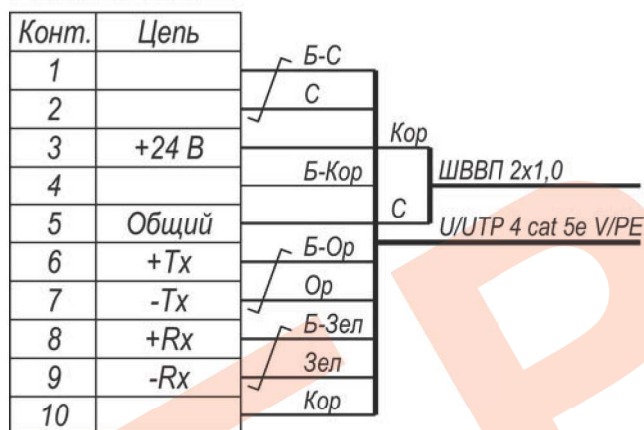 Конт. Цепь
1 Б-С
2 С
3 +24 В Кор
4 Б-Кор ШВВП 2х1,0
5 Общий С
U/UTP 4 cat 5e V/PE
6 +Tx Б-Ор
7 -Tx Ор
8 +Rx Б-Зел
9 -Rx Зел
10 Кор